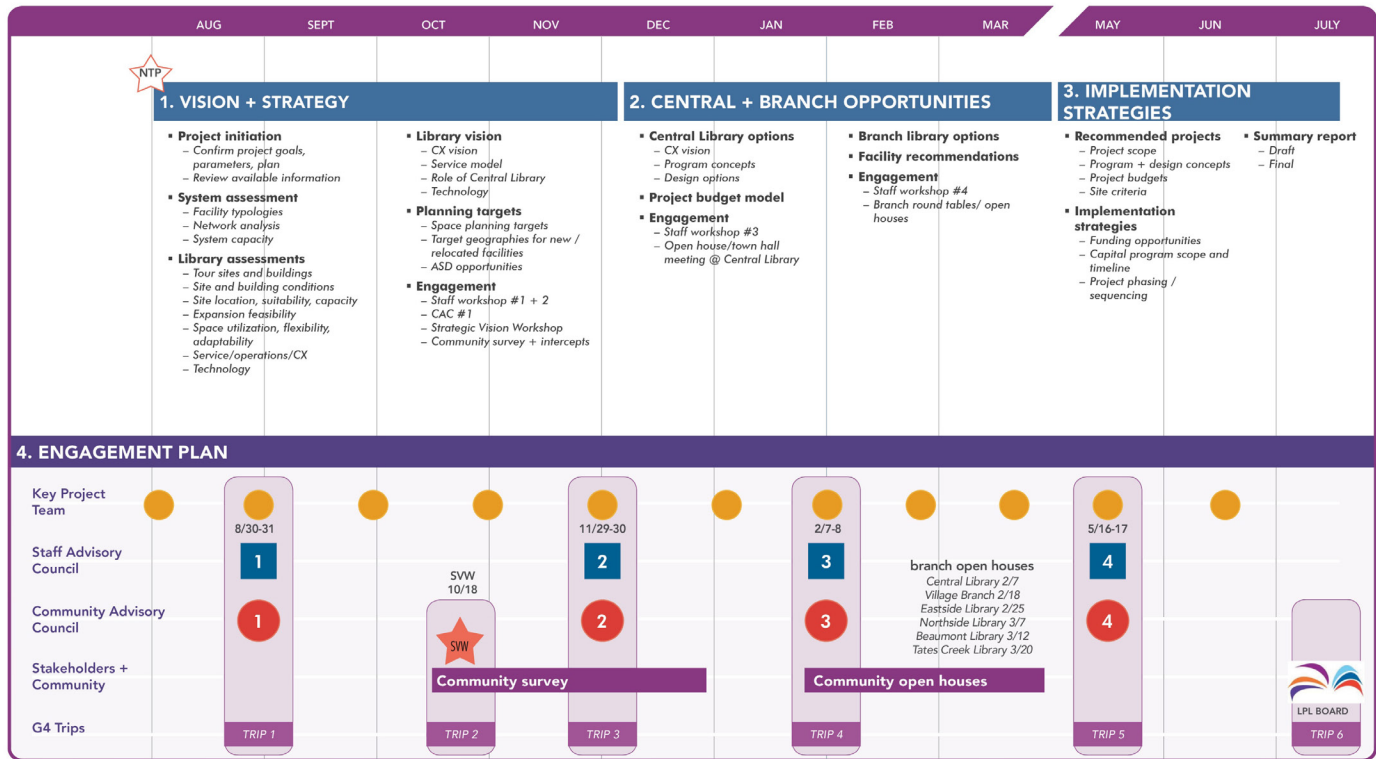 AUG SEPT OCT NOV DEC JAN FEB MAR MAY JUN JULY
NTP
1. VISION + STRATEGY
▪ Project initiation
– Confirm project goals,
parameters, plan
– Review available information
▪ System assessment
– Facility typologies
– Network analysis
– System capacity
▪ Library assessments
– Tour sites and buildings
– Site and building conditions
– Site location, suitability, capacity
– Expansion feasibility
– Space utilization, flexibility,
adaptability
– Service/operations/CX
– Technology
▪ Library vision
– CX vision
– Service model
– Role of Central Library
– Technology
▪ Planning targets
– Space planning targets
– Target geographies for new /
relocated facilities
– ASD opportunities
▪ Engagement
– Staff workshop #1 + 2
– CAC #1
– Strategic Vision Workshop
– Community survey + intercepts
2. CENTRAL + BRANCH OPPORTUNITIES
▪ Central Library options
– CX vision
– Program concepts
– Design options
▪ Project budget model
▪ Engagement
– Staff workshop #3
– Open house/town hall
meeting @ Central Library
▪ Branch library options
▪ Facility recommendations
▪ Engagement
– Staff workshop #4
– Branch round tables/ open
houses
3. IMPLEMENTATION
STRATEGIES
▪ Recommended projects
– Project scope
– Program + design concepts
– Project budgets
– Site criteria
▪ Implementation
strategies
– Funding opportunities
– Capital program scope and
timeline
– Project phasing /
sequencing
▪ Summary report
– Draft
– Final
4. ENGAGEMENT PLAN
Key Project
Team
8/30-31 11/29-30 2/7-8 5/16-17
Staff Advisory
Council
1 2 3 4
SVW
10/18
branch open houses
Central Library 2/7
Village Branch 2/18
Eastside Library 2/25
Northside Library 3/7
Beaumont Library 3/12
Tates Creek Library 3/20
Community Advisory
Council
1 2 3 4
SVW
Stakeholders +
Community
Community survey
Community open houses
LPL BOARD
G4 Trips
TRIP 1 TRIP 2 TRIP 3 TRIP 4 TRIP 5 TRIP 6